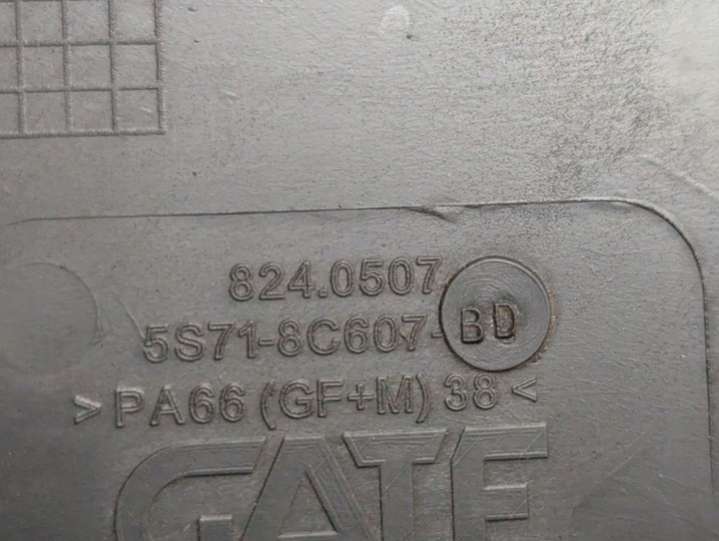 824.0507
5S71-8C607-BD
>PA66 (GF+M) 38<
GATE